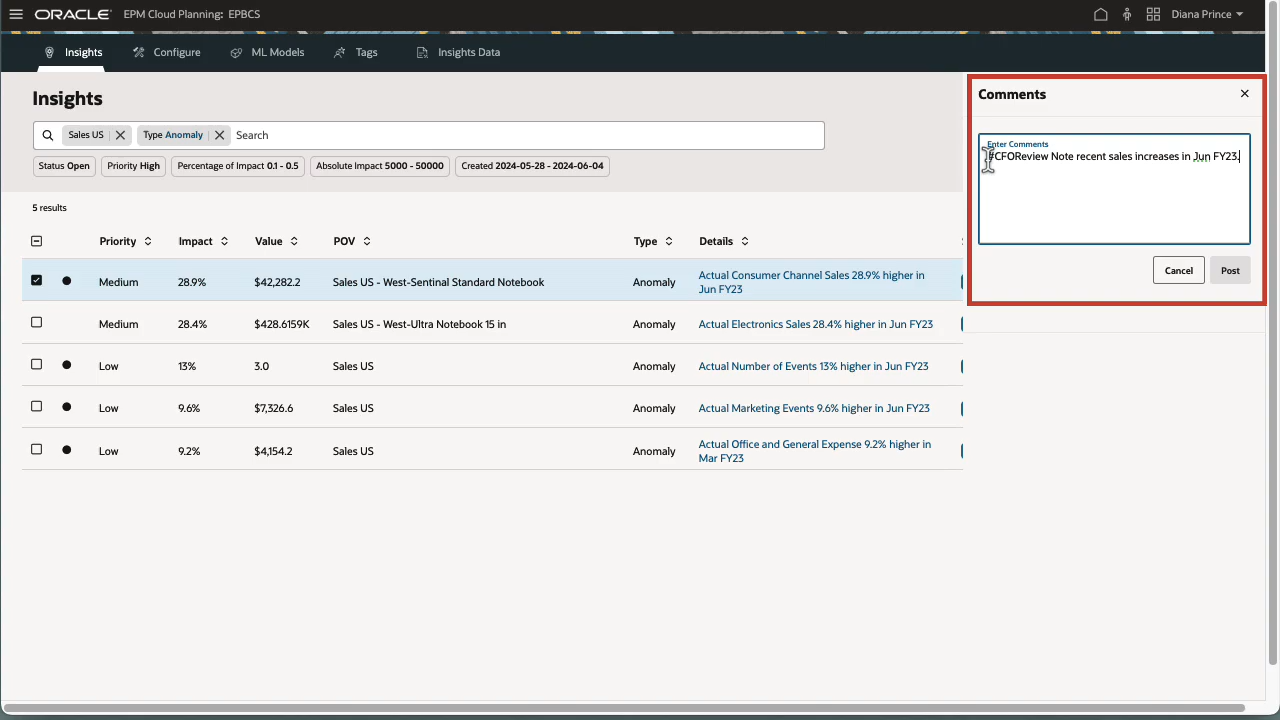 ORACLE EPM Cloud Planning: EPBCS Diana Prince
Insights Configure ML Models Tags Insights Data
Insights
Sales US Type Anomaly Search
Status Open Priority High Percentage of Impact 0.1 - 0.5 Absolute Impact 5000 - 50000 Created 2024-05-28 - 2024-06-04
5 results
Priority Impact Value POV Type Details
Medium 28.9% $42,282.2 Sales US - West-Sentinal Standard Notebook Anomaly Actual Consumer Channel Sales 28.9% higher in
Jun FY23
Medium 28.4% $428.6159K Sales US - West-Ultra Notebook 15 in Anomaly Actual Electronics Sales 28.4% higher in Jun FY23
Low 13% 3.0 Sales US Anomaly Actual Number of Events 13% higher in Jun FY23
Low 9.6% $7,326.6 Sales US Anomaly Actual Marketing Events 9.6% higher in Jun FY23
Low 9.2% $4,154.2 Sales US Anomaly Actual Office and General Expense 9.2% higher in
Mar FY23
Comments
Enter Comments
#CFOReview Note recent sales increases in Jun FY23.
Cancel Post